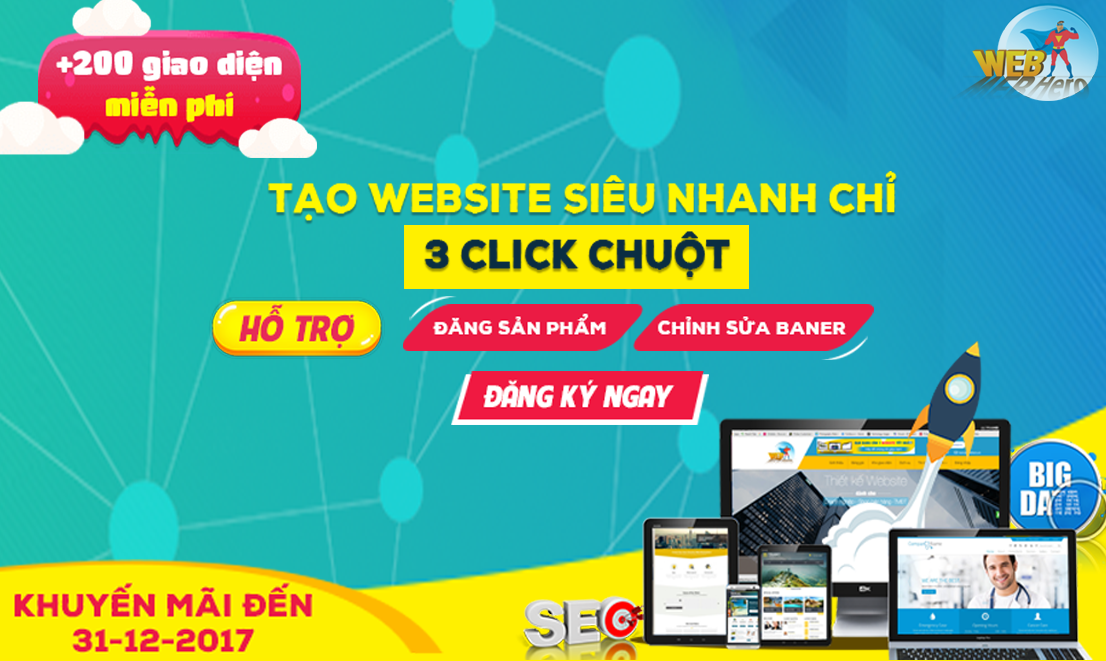 +200 giao diện
miễn phí
WEB
WEB Hero
TẠO WEBSITE SIÊU NHANH CHỈ
3 CLICK CHUỘT
HỖ TRỢ
ĐĂNG SẢN PHẨM
CHỈNH SỬA BANER
ĐĂNG KÝ NGAY
Thiết kế Website
BIG
DATA
SEO
KHUYẾN MÃI ĐẾN
31-12-2017